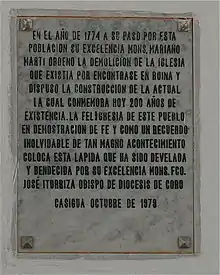 EN EL AÑO DE 1774 A SU PASO POR ESTA
POBLACION SU EXCELENCIA MONS. MARIANO
MARTI ORDENO LA DEMOLICION DE LA IGLESIA
QUE EXISTIA POR ENCONTRASE EN RUINA Y
DISPUSO LA CONSTRUCCION DE LA ACTUAL
LA CUAL CONMEMORA HOY 200 AÑOS DE
EXISTENCIA. LA FELIGRESIA DE ESTE PUEBLO
EN DEMOSTRACION DE FE Y COMO UN RECUERDO
INOLVIDABLE DE TAN MAGNO ACONTECIMIENTO
COLOCA ESTA LAPIDA QUE HA SIDO DEVELADA
Y BENDECIDA POR SU EXCELENCIA MONS. FCO.
JOSE ITURRIZA OBISPO DE DIOCESIS DE CORO
CASIGUA OCTUBRE DE 1978